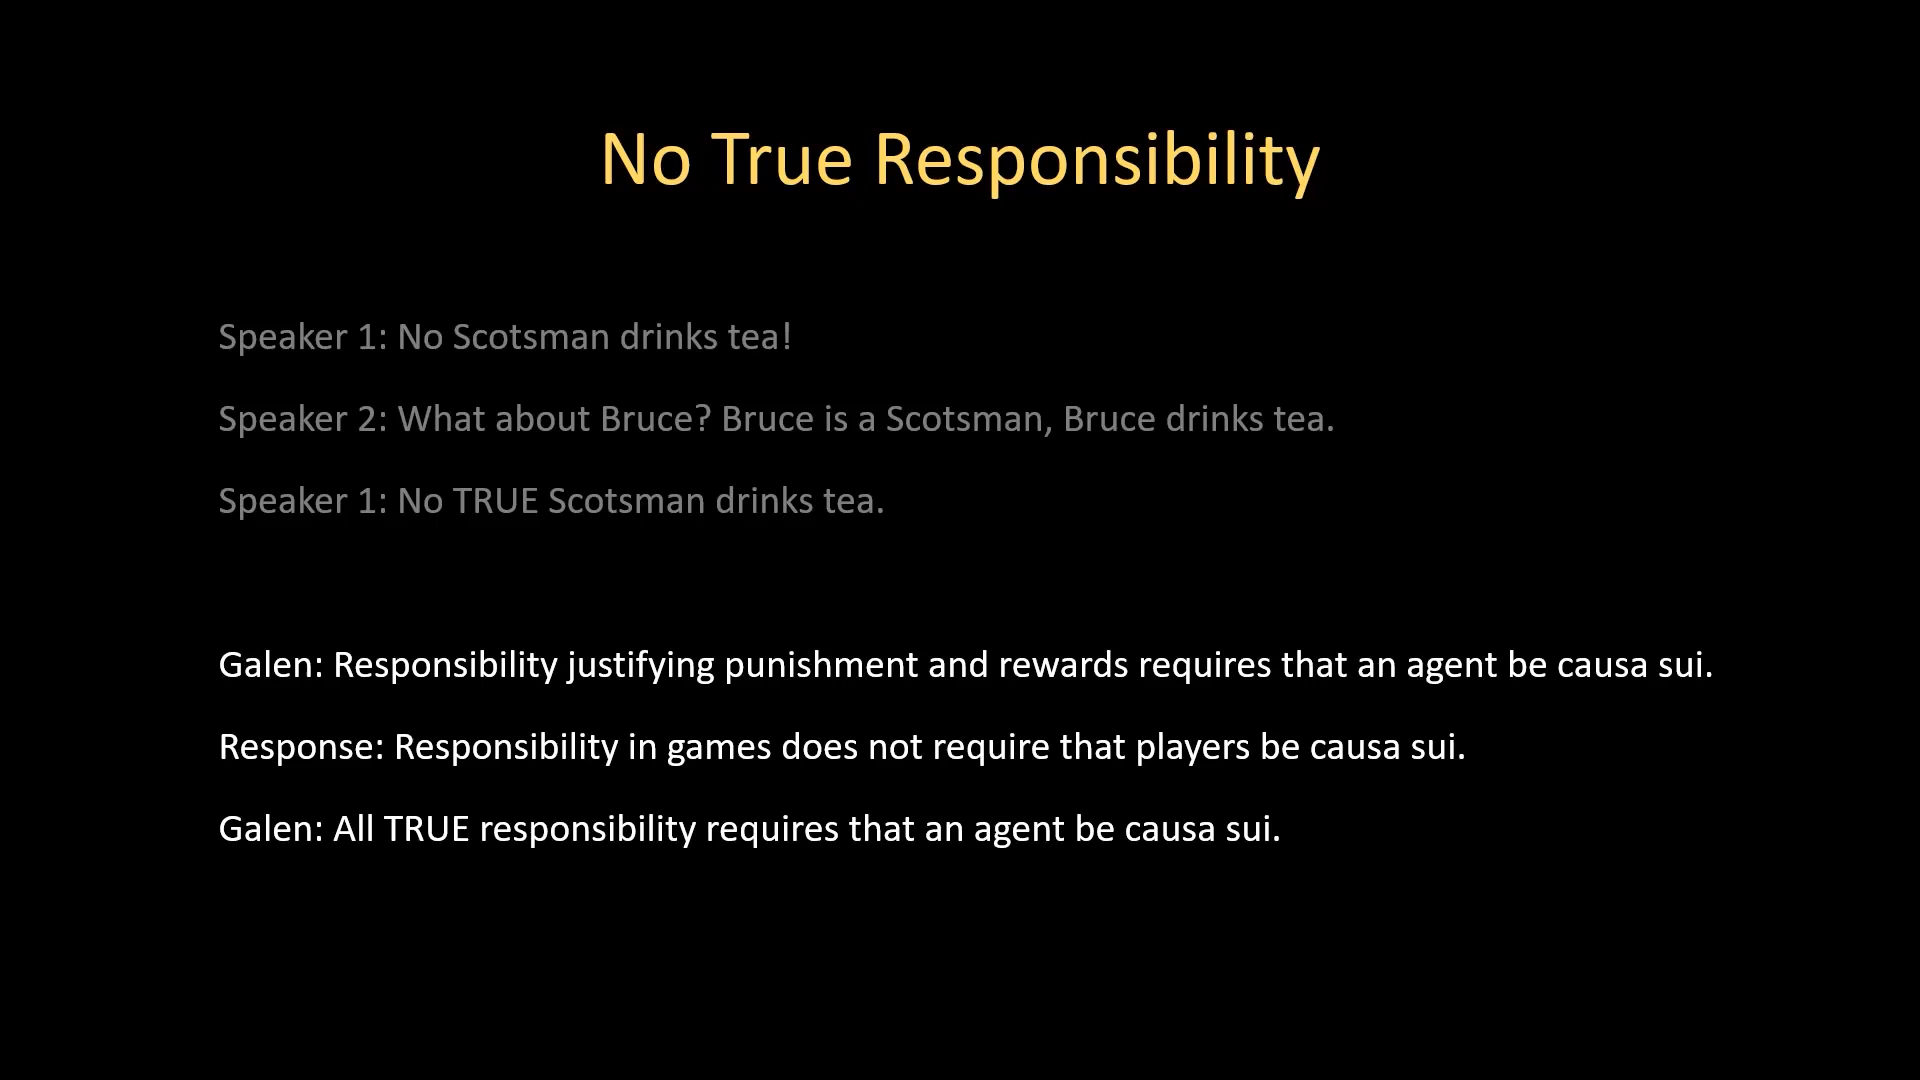 No True Responsibility
Speaker 1: No Scotsman drinks tea!
Speaker 2: What about Bruce? Bruce is a Scotsman, Bruce drinks tea.
Speaker 1: No TRUE Scotsman drinks tea.
Galen: Responsibility justifying punishment and rewards requires that an agent be causa sui.
Response: Responsibility in games does not require that players be causa sui.
Galen: All TRUE responsibility requires that an agent be causa sui.